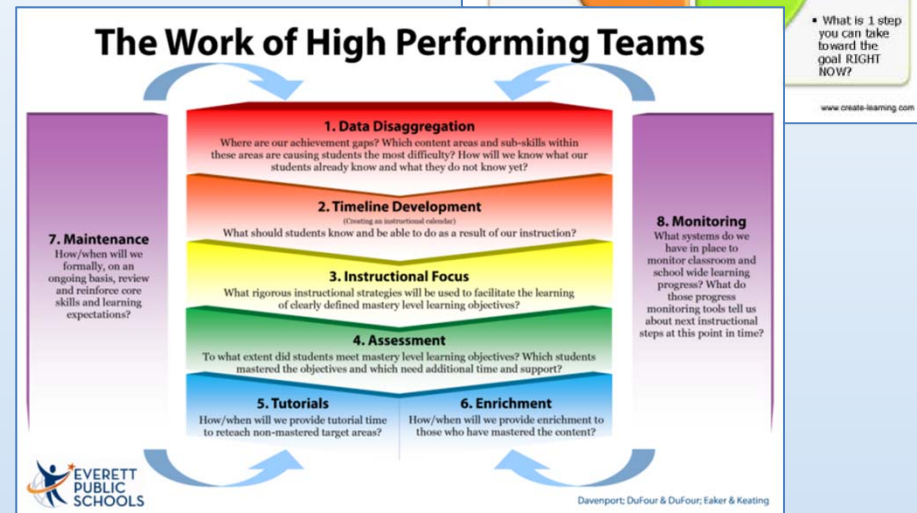 The Work of High Performing Teams
1. Data Disaggregation
Where are our achievement gaps? Which content areas and sub-skills within
these areas are causing students the most difficulty? How will we know what our
students already know and what they do not know yet?
2. Timeline Development
(Creating an instructional calendar)
What should students know and be able to do as a result of our instruction?
3. Instructional Focus
What rigorous instructional strategies will be used to facilitate the learning
of clearly defined mastery level learning objectives?
4. Assessment
To what extent did students meet mastery level learning objectives? Which students
mastered the objectives and which need additional time and support?
5. Tutorials
How/when will we provide tutorial time
to reteach non-mastered target areas?
6. Enrichment
How/when will we provide enrichment to
those who have mastered the content?
7. Maintenance
How/when will we
formally, on an
ongoing basis, review
and reinforce core
skills and learning
expectations?
8. Monitoring
What systems do we
have in place to
monitor classroom and
school wide learning
progress? What do
those progress
monitoring tools tell us
about next instructional
steps at this point in time?
EVERETT
PUBLIC
SCHOOLS
Davenport; DuFour & DuFour; Eaker & Keating
• What is 1 step
you can take
toward the
goal RIGHT
NOW?
www.create-learning.com